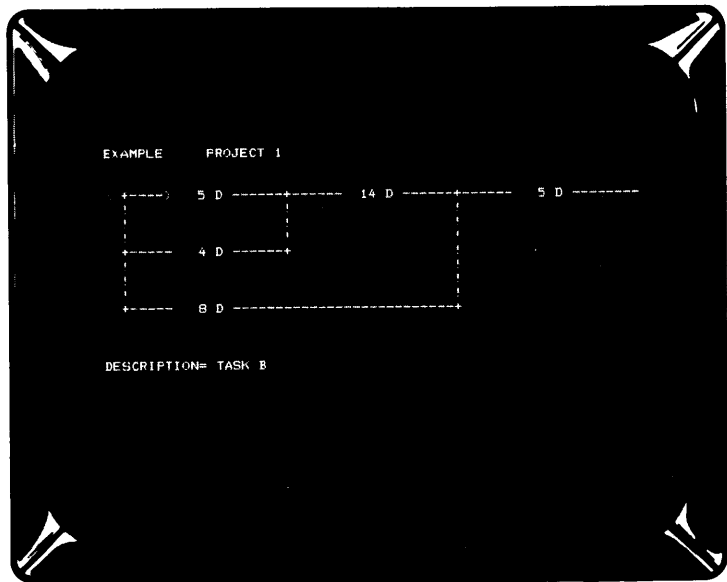 EXAMPLE PROJECT 1
5 D 14 D 5 D
4 D
8 D
DESCRIPTION= TASK B